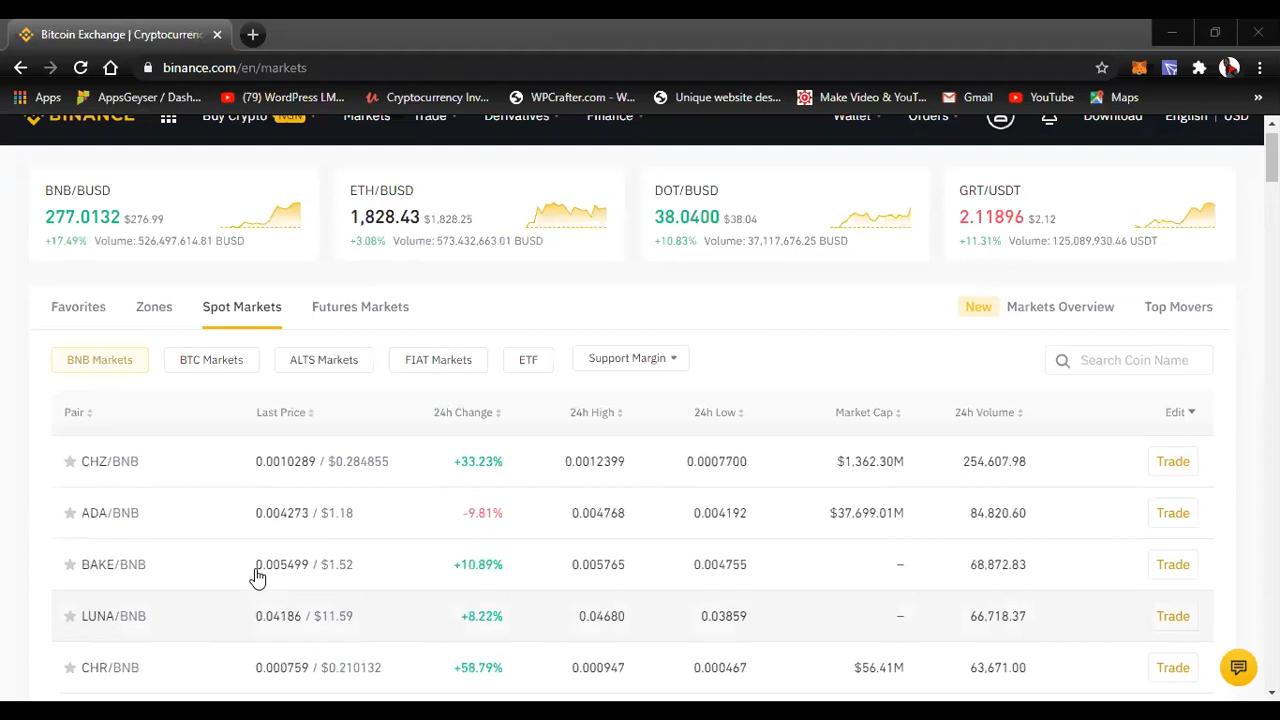 Bitcoin Exchange | Cryptocurrenc
binance.com/en/markets
Apps AppsGeyser / Dash... (79) WordPress LM... Cryptocurrency Inv... WPCrafter.com - W... Unique website des... Make Video & YouT... Gmail YouTube Maps »
BINANCE Buy Crypto NGN Markets Trade Derivatives Finance Wallet Orders Download English | USD
BNB/BUSD ETH/BUSD DOT/BUSD GRT/USDT
277.0132 $276.99 1,828.43 $1,828.25 38.0400 $38.04 2.11896 $2.12
+17.49% Volume: 526,497,614.81 BUSD +3.08% Volume: 577,432,663.01 BUSD +10.83% Volume: 37,117,676.25 BUSD +11.31% Volume: 125,089,930.46 USDT
Favorites Zones Spot Markets Futures Markets New Markets Overview Top Movers
BNB Markets BTC Markets ALTS Markets FIAT Markets ETF Support Margin Search Coin Name
Pair Last Price 24h Change 24h High 24h Low Market Cap 24h Volume Edit
CHZ/BNB 0.0010289 / $0.284855 +33.23% 0.0012399 0.0007700 $1,362.30M 254,607.98 Trade
ADA/BNB 0.004273 / $1.18 -9.81% 0.004768 0.004192 $37,699.01M 84,820.60 Trade
BAKE/BNB 0.005499 / $1.52 +10.89% 0.005765 0.004755 – 68,872.83 Trade
LUNA/BNB 0.04186 / $11.59 +8.22% 0.04680 0.03859 – 66,718.37 Trade
CHR/BNB 0.000759 / $0.210132 +58.79% 0.000947 0.000467 $56.41M 63,671.00 Trade